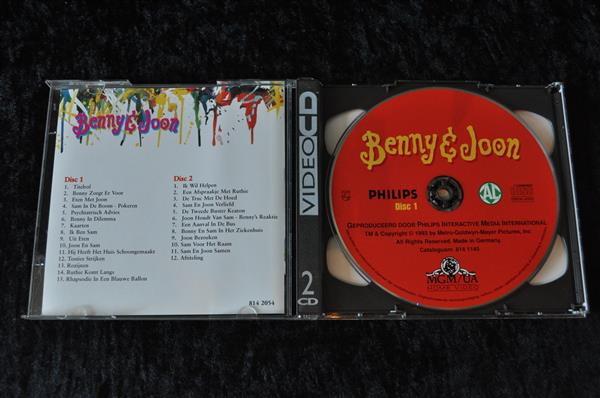 Benny & Joon
Disc 1
1. Titelrol
2. Benny Zorgt Er Voor
3. Eten Met Joon
4. Sam In De Boom - Pokeren
5. Psychiatrisch Advies
6. Benny In Dilemma
7. Kaarten
8. Ik Ben Sam
9. Uit Eten
10. Joon En Sam
11. Hij Heeft Het Huis Schoongemaakt
12. Tostirs Strijken
13. Rozijnen
14. Ruthie Komt Langs
15. Rhapsodie In Een Blauwe Ballon
Disc 2
1. Ik Wil Helpen
2. Een Afspraakje Met Ruthie
3. De Truc Met De Hoed
4. Sam En Joon Verliefd
5. De Tweede Buster Keaton
6. Joon Houdt Van Sam - Benny's Reaktie
7. Een Aanval In De Bus
8. Benny En Sam In Het Ziekenhuis
9. Joon Bezoeken
10. Sam Voor Het Raam
11. Sam En Joon Samen
12. Aftiteling
814 2054
VIDEO CD
2
CD
Benny & Joon
PHILIPS
Disc 1
AL
GEPRODUCEERD DOOR PHILIPS INTERACTIVE MEDIA INTERNATIONAL
TM & Copyright © 1993 by Metro-Goldwyn-Mayer Pictures Inc.
All Rights Reserved. Made in Germany.
Catalogusnr. 814 1145
MGM/UA
HOME VIDEO